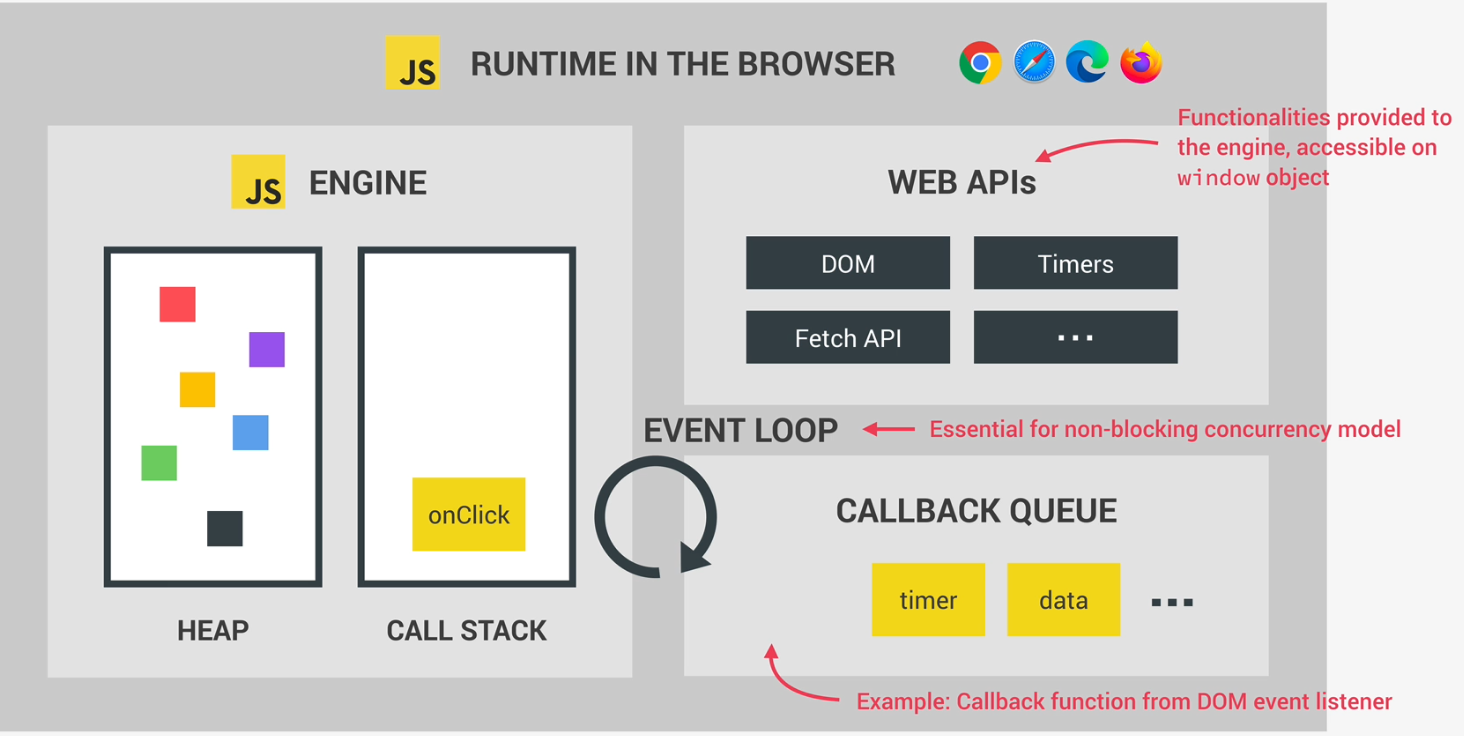 JS RUNTIME IN THE BROWSER
Functionalities provided to
the engine, accessible on
window object
JS ENGINE
HEAP
onClick
CALL STACK
WEB APIs
DOM
Timers
Fetch API
...
EVENT LOOP
Essential for non-blocking concurrency model
CALLBACK QUEUE
timer
data
...
Example: Callback function from DOM event listener